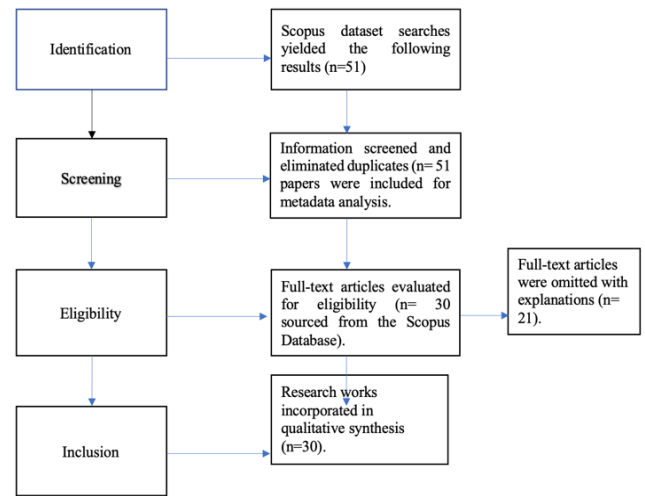 Identification
Scopus dataset searches
yielded the following
results (n=51)
Screening
Information screened and
eliminated duplicates (n= 51
papers were included for
metadata analysis.
Eligibility
Full-text articles evaluated
for eligibility (n= 30
sourced from the Scopus
Database).
Full-text articles
were omitted with
explanations (n=
21).
Inclusion
Research works
incorporated in
qualitative synthesis
(n=30).